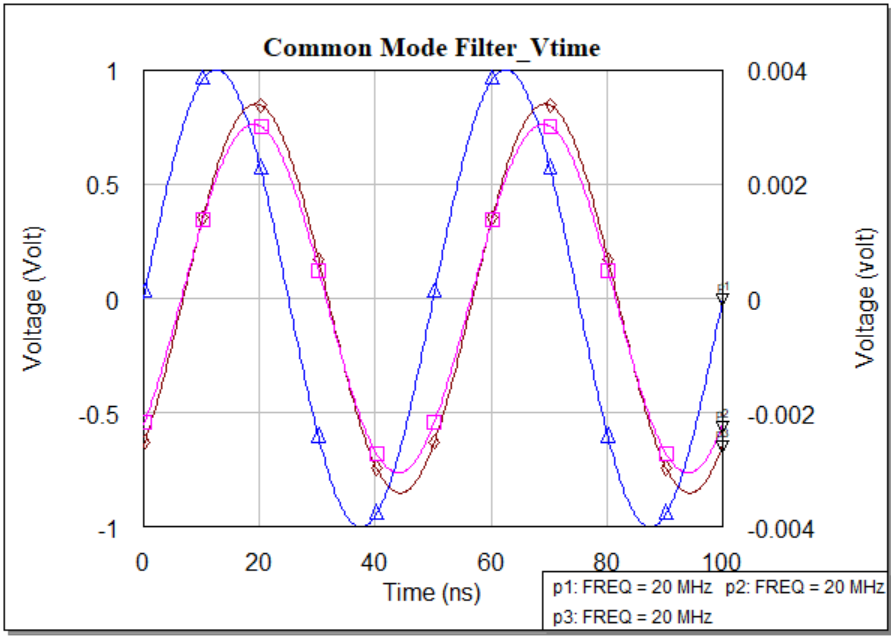 Common Mode Filter_Vtime
1
0.5
0
-0.5
-1
Voltage (Volt)
0.004
0.002
0
-0.002
-0.004
Voltage (volt)
p1
p2
0
20
40
60
80
100
Time (ns)
p1: FREQ = 20 MHz p2: FREQ = 20 MHz
p3: FREQ = 20 MHz